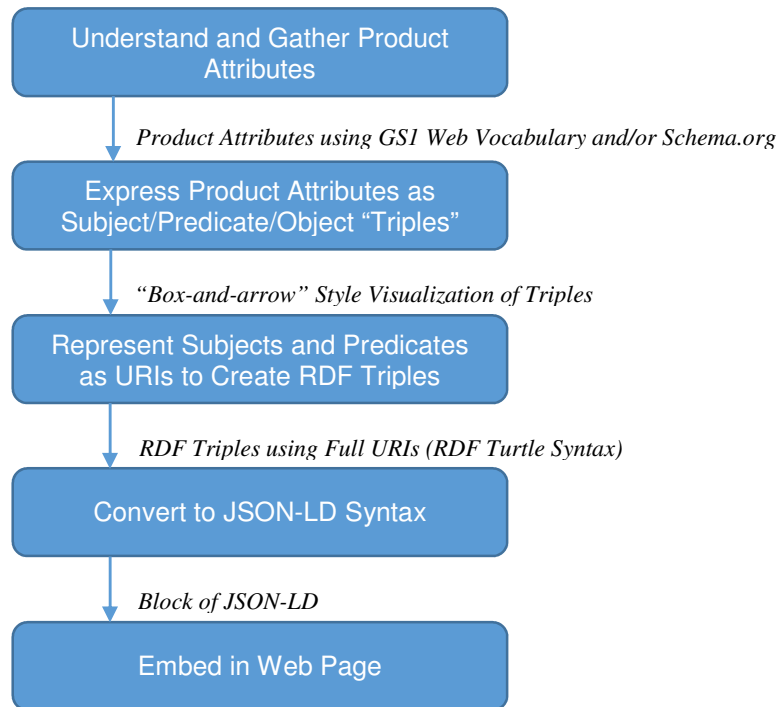 Understand and Gather Product
Attributes
Product Attributes using GS1 Web Vocabulary and/or Schema.org
Express Product Attributes as
Subject/Predicate/Object “Triples”
“Box-and-arrow” Style Visualization of Triples
Represent Subjects and Predicates
as URIs to Create RDF Triples
RDF Triples using Full URIs (RDF Turtle Syntax)
Convert to JSON-LD Syntax
Block of JSON-LD
Embed in Web Page